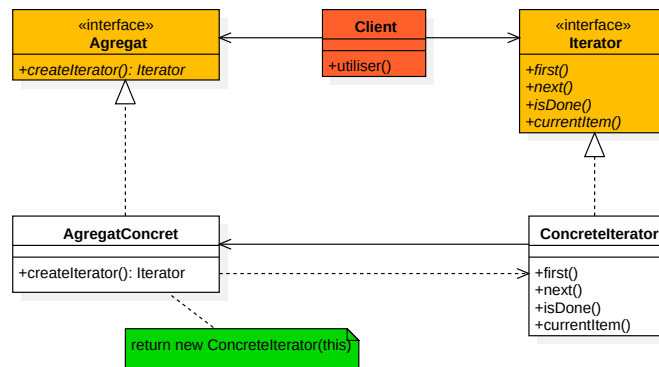 «interface»
Agregat
+createIterator(): Iterator
Client
+utiliser()
«interface»
Iterator
+first()
+next()
+isDone()
+currentItem()
AgregatConcret
+createIterator(): Iterator
ConcreteIterator
+first()
+next()
+isDone()
+currentItem()
return new ConcreteIterator(this)